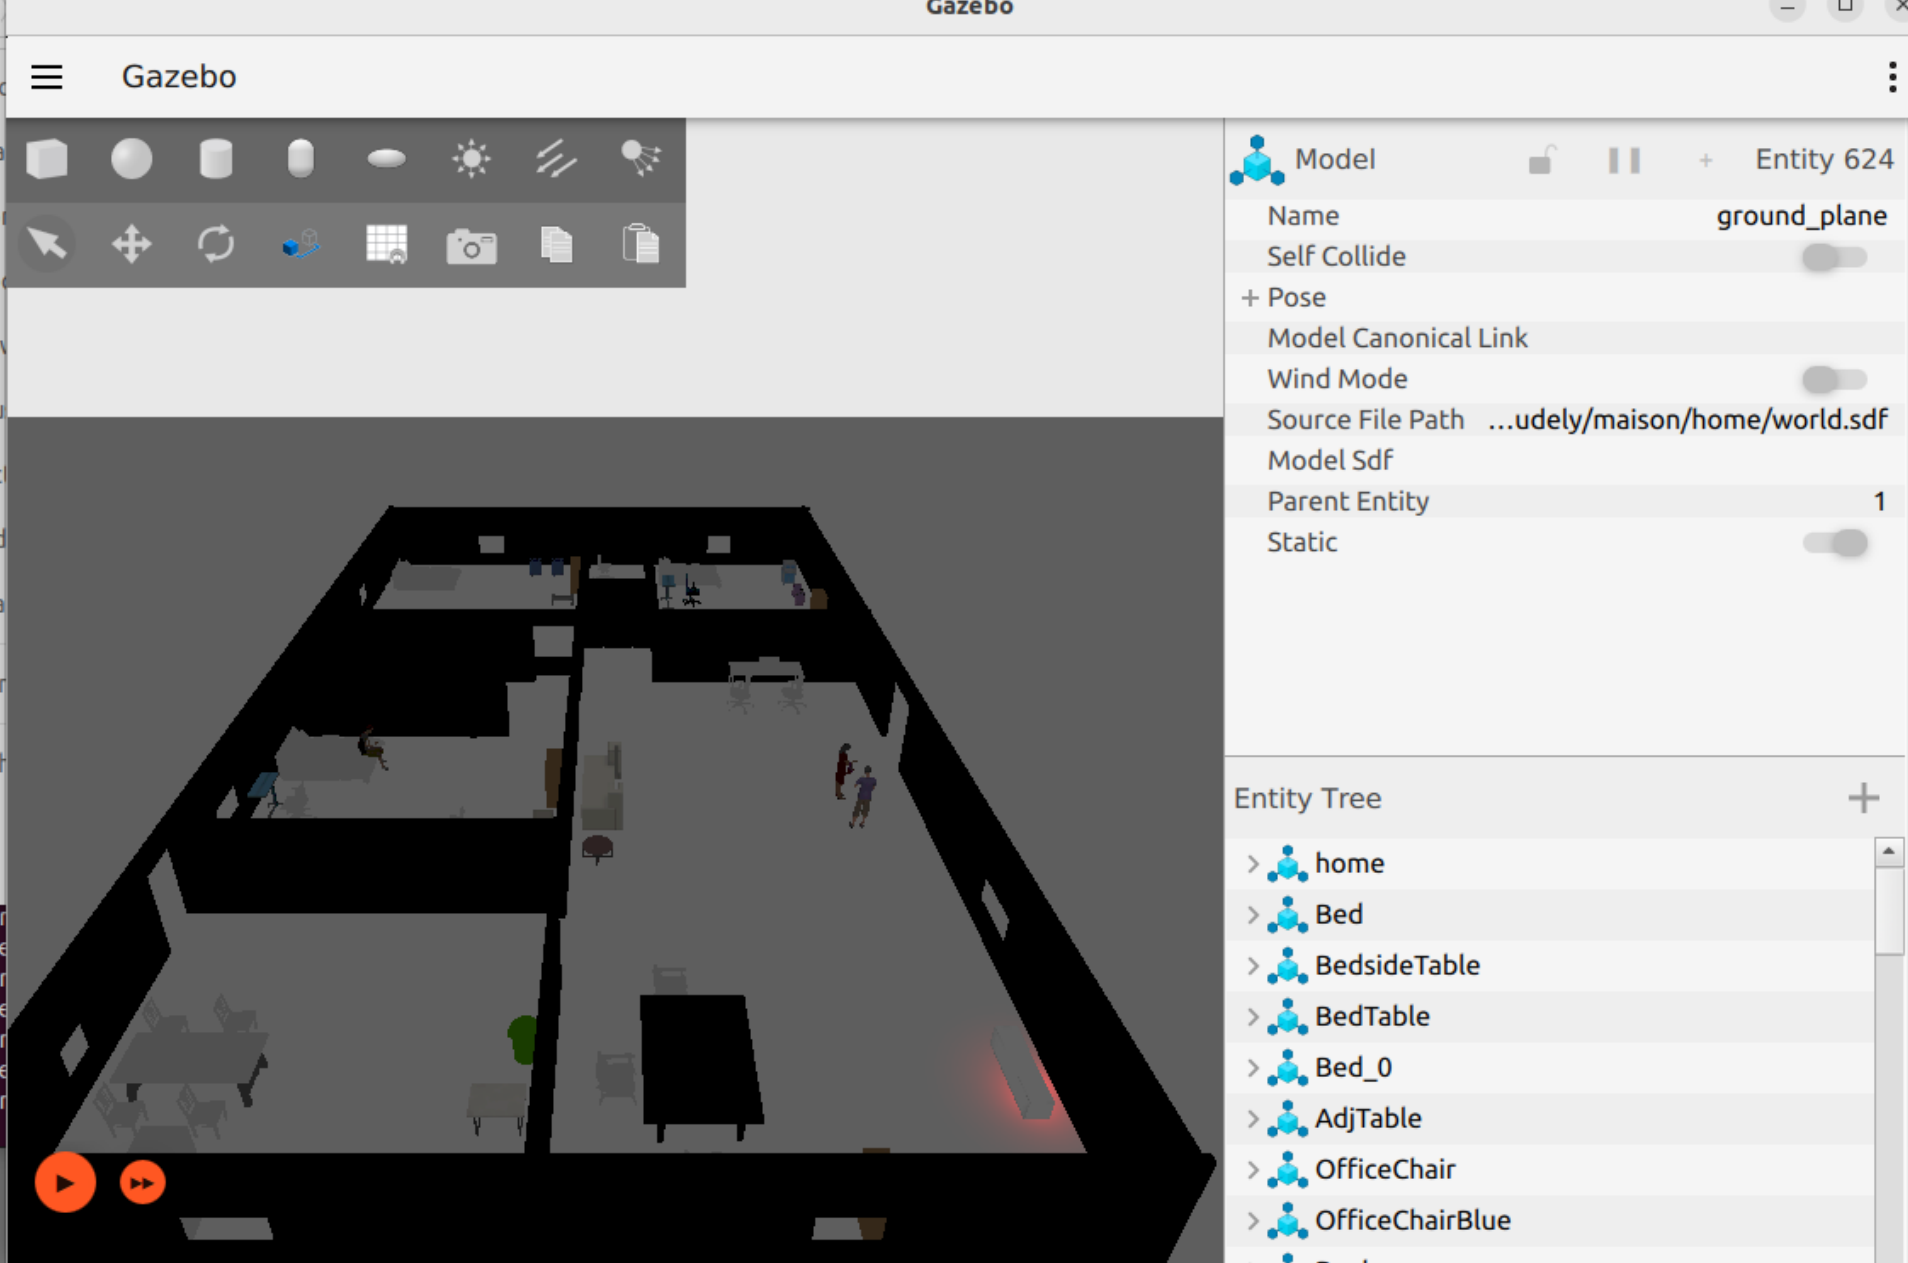 Gazebo
Gazebo
Model
Entity 624
Name
ground_plane
Self Collide
+ Pose
Model Canonical Link
Wind Mode
Source File Path
...udely/maison/home/world.sdf
Model Sdf
Parent Entity
1
Static
Entity Tree
home
Bed
BedsideTable
BedTable
Bed_0
AdjTable
OfficeChair
OfficeChairBlue